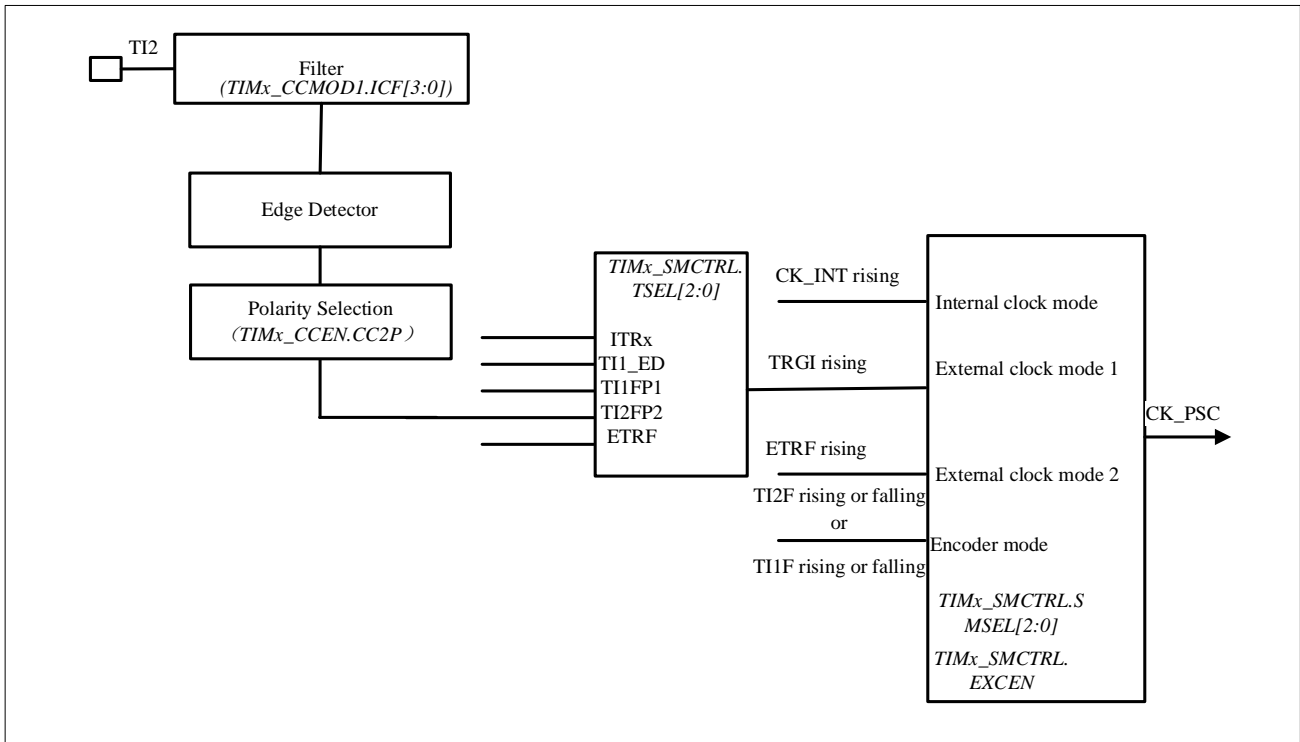 TI2
Filter
(TIMx_CCMOD1.ICF[3:0])
Edge Detector
Polarity Selection
（TIMx_CCEN.CC2P）
TIMx_SMCTRL.
TSEL[2:0]
ITRx
TI1_ED
TI1FP1
TI2FP2
ETRF
CK_INT rising
TRGI rising
ETRF rising
TI2F rising or falling
or
TI1F rising or falling
Internal clock mode
External clock mode 1
External clock mode 2
Encoder mode
TIMx_SMCTRL.S
MSEL[2:0]
TIMx_SMCTRL.
EXCEN
CK_PSC